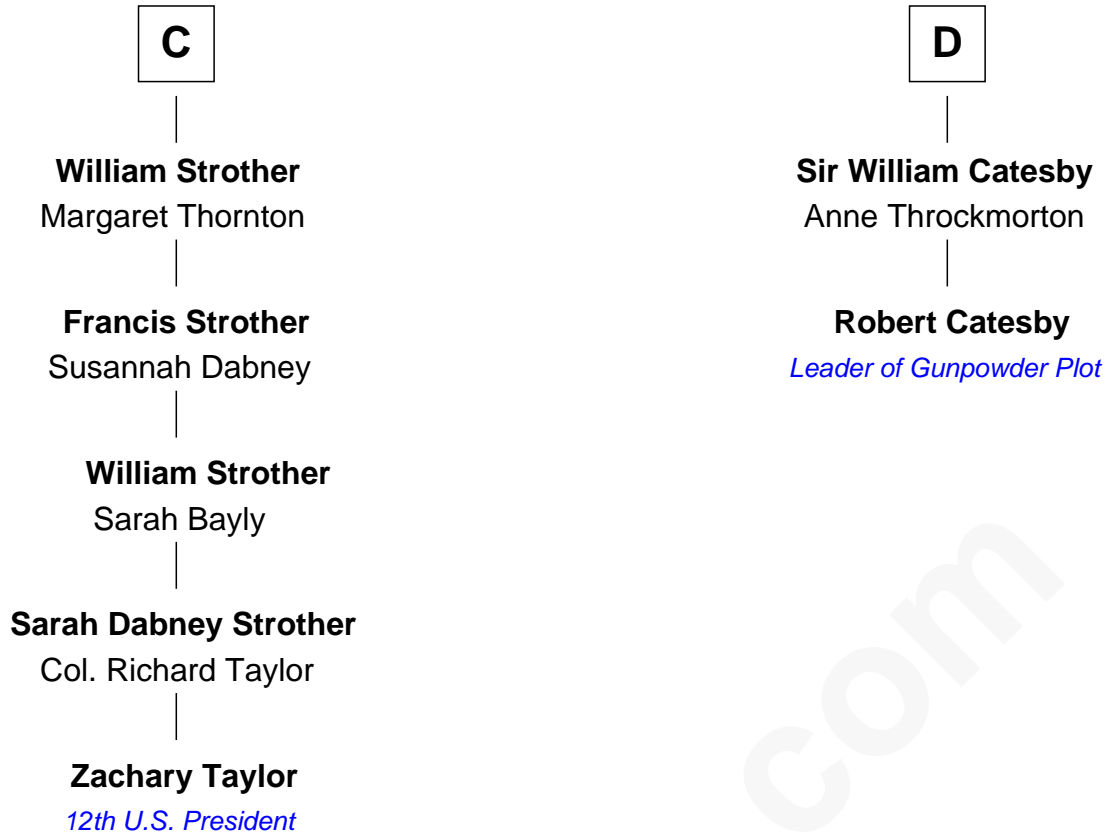 C
William Strother
Margaret Thornton
Francis Strother
Susannah Dabney
William Strother
Sarah Bayly
Sarah Dabney Strother
Col. Richard Taylor
Zachary Taylor
12th U.S. President
D
Sir William Catesby
Anne Throckmorton
Robert Catesby
Leader of Gunpowder Plot
com